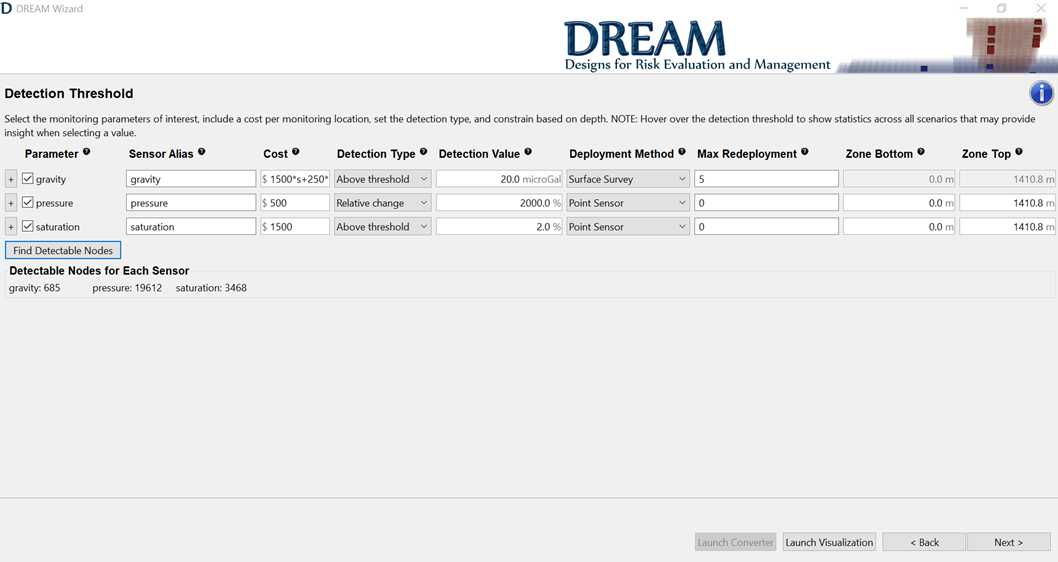 D DREAM Wizard
DREAM
Designs for Risk Evaluation and Management
Detection Threshold
Select the monitoring parameters of interest, include a cost per monitoring location, set the detection type, and constrain based on depth. NOTE: Hover over the detection threshold to show statistics across all scenarios that may provide
insight when selecting a value.
Parameter ? Sensor Alias ? Cost ? Detection Type ? Detection Value ? Deployment Method ? Max Redeployment ? Zone Bottom ? Zone Top ?
+ gravity gravity $ 1500*s+250* Above threshold 20.0 microGal Surface Survey 5 0.0 m 1410.8 m
+ pressure pressure $ 500 Relative change 2000.0 % Point Sensor 0 0.0 m 1410.8 m
+ saturation saturation $ 1500 Above threshold 2.0 % Point Sensor 0 0.0 m 1410.8 m
Find Detectable Nodes
Detectable Nodes for Each Sensor
gravity: 685 pressure: 19612 saturation: 3468
Launch Converter Launch Visualization < Back Next >